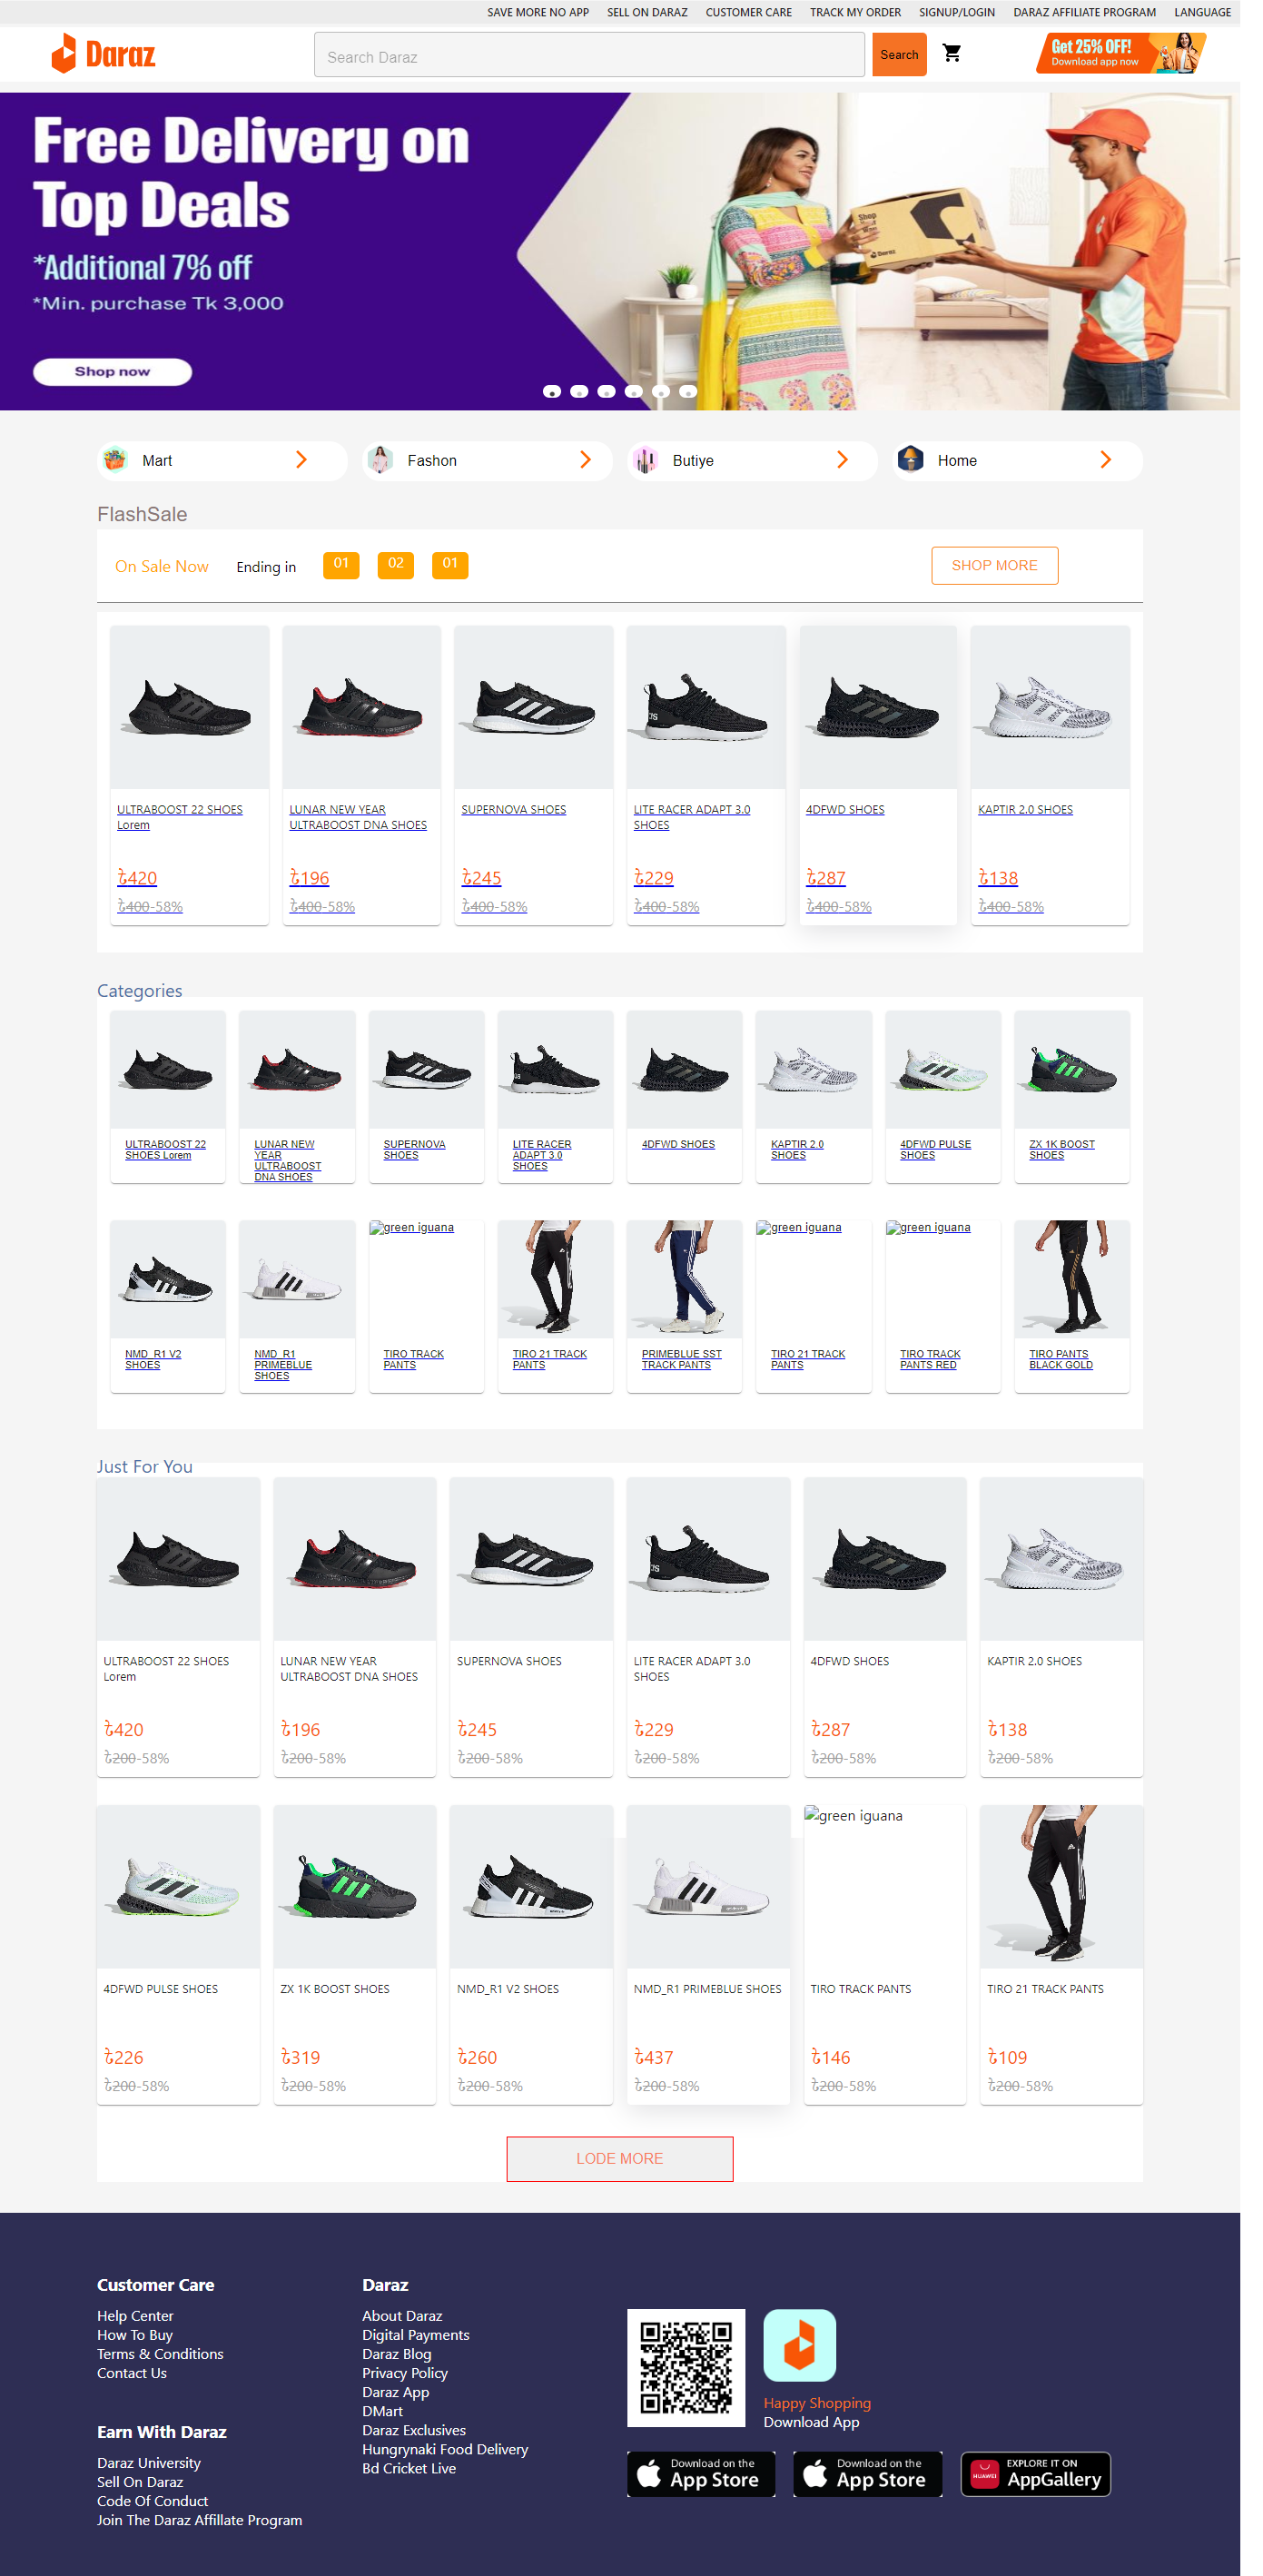 SAVE MORE NO APP SELL ON DARAZ CUSTOMER CARE TRACK MY ORDER SIGNUP/LOGIN DARAZ AFFILIATE PROGRAM LANGUAGE
Daraz
Search Daraz
Search
Get 25% OFF!
Download app now
Free Delivery on
Top Deals
*Additional 7% off
*Min. purchase Tk 3,000
Shop now
Shop
Daraz
Mart Fashon Butiye Home
FlashSale
On Sale Now Ending in 01 02 01 SHOP MORE
ULTRABOOST 22 SHOES LUNAR NEW YEAR SUPERNOVA SHOES LITE RACER ADAPT 3.0 4DFWD SHOES KAPTIR 2.0 SHOES
Lorem ULTRABOOST DNA SHOES SHOES
৳420 ৳196 ৳245 ৳229 ৳287 ৳138
৳400-58% ৳400-58% ৳400-58% ৳400-58% ৳400-58% ৳400-58%
Categories
ULTRABOOST 22 LUNAR NEW SUPERNOVA LITE RACER 4DFWD SHOES KAPTIR 2.0 4DFWD PULSE ZX 1K BOOST
SHOES Lorem YEAR SHOES ADAPT 3.0 SHOES SHOES SHOES
ULTRABOOST SHOES
DNA SHOES
green iguana green iguana green iguana
NMD_R1 V2 NMD_R1 TIRO TRACK TIRO 21 TRACK PRIMEBLUE SST TIRO 21 TRACK TIRO TRACK TIRO PANTS
SHOES PRIMEBLUE PANTS PANTS TRACK PANTS PANTS PANTS RED BLACK GOLD
SHOES
Just For You
ULTRABOOST 22 SHOES LUNAR NEW YEAR SUPERNOVA SHOES LITE RACER ADAPT 3.0 4DFWD SHOES KAPTIR 2.0 SHOES
Lorem ULTRABOOST DNA SHOES SHOES
৳420 ৳196 ৳245 ৳229 ৳287 ৳138
৳200-58% ৳200-58% ৳200-58% ৳200-58% ৳200-58% ৳200-58%
green iguana
4DFWD PULSE SHOES ZX 1K BOOST SHOES NMD_R1 V2 SHOES NMD_R1 PRIMEBLUE SHOES TIRO TRACK PANTS TIRO 21 TRACK PANTS
৳226 ৳319 ৳260 ৳437 ৳146 ৳109
৳200-58% ৳200-58% ৳200-58% ৳200-58% ৳200-58% ৳200-58%
LODE MORE
Customer Care
Help Center
How To Buy
Terms & Conditions
Contact Us
Earn With Daraz
Daraz University
Sell On Daraz
Code Of Conduct
Join The Daraz Affillate Program
Daraz
About Daraz
Digital Payments
Daraz Blog
Privacy Policy
Daraz App
DMart
Daraz Exclusives
Hungrynaki Food Delivery
Bd Cricket Live
Happy Shopping
Download App
Download on the
App Store
Download on the
App Store
HUAWEI
EXPLORE IT ON
AppGallery